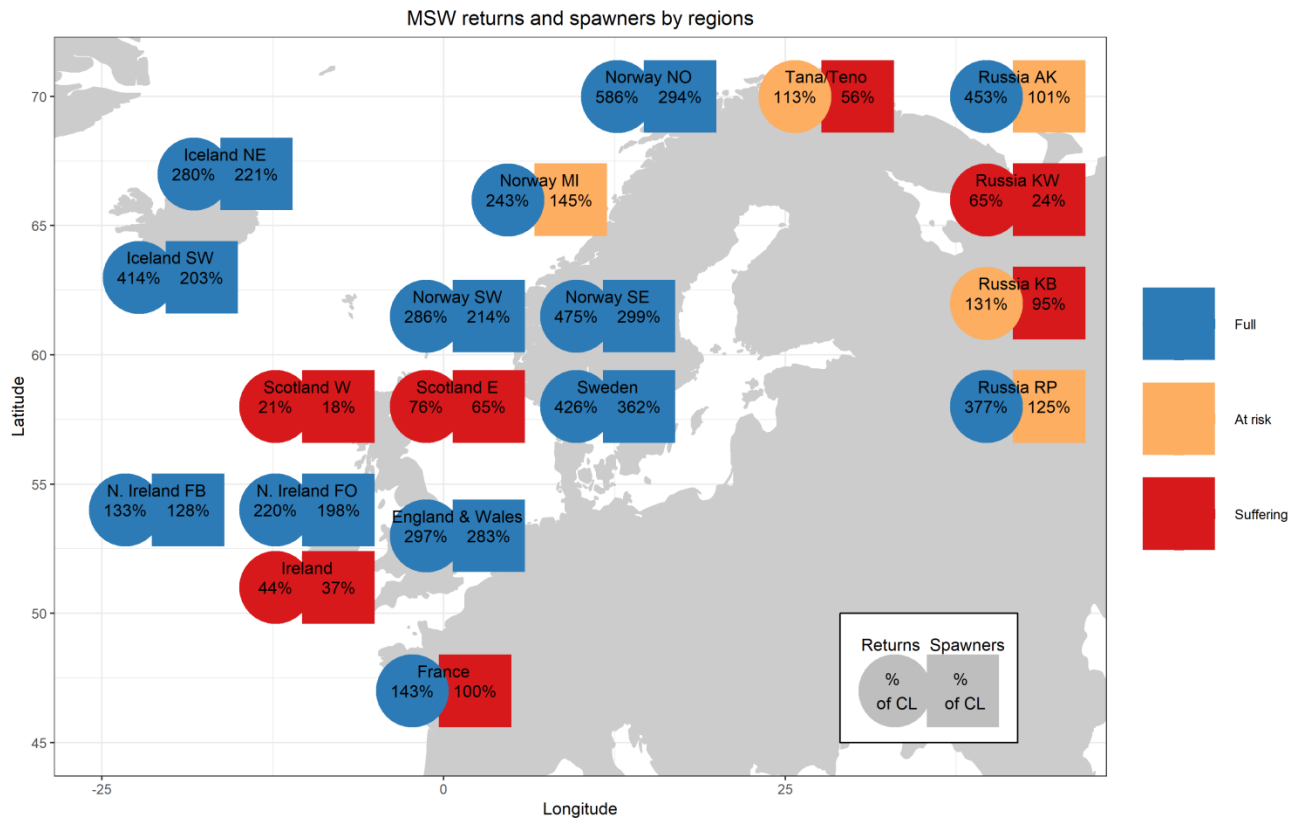 MSW returns and spawners by regions
Norway NO
586% 294%
Tana/Teno
113% 56%
Russia AK
453% 101%
Iceland NE
280% 221%
Norway MI
243% 145%
Russia KW
65% 24%
Iceland SW
414% 203%
Norway SW
286% 214%
Norway SE
475% 299%
Russia KB
131% 95%
Scotland W
21% 18%
Scotland E
76% 65%
Sweden
426% 362%
Russia RP
377% 125%
N. Ireland FB
133% 128%
N. Ireland FO
220% 198%
England & Wales
297% 283%
Ireland
44% 37%
France
143% 100%
Returns Spawners
% %
of CL of CL
Full
At risk
Suffering
70
65
60
55
50
45
Latitude
-25 0 25
Longitude